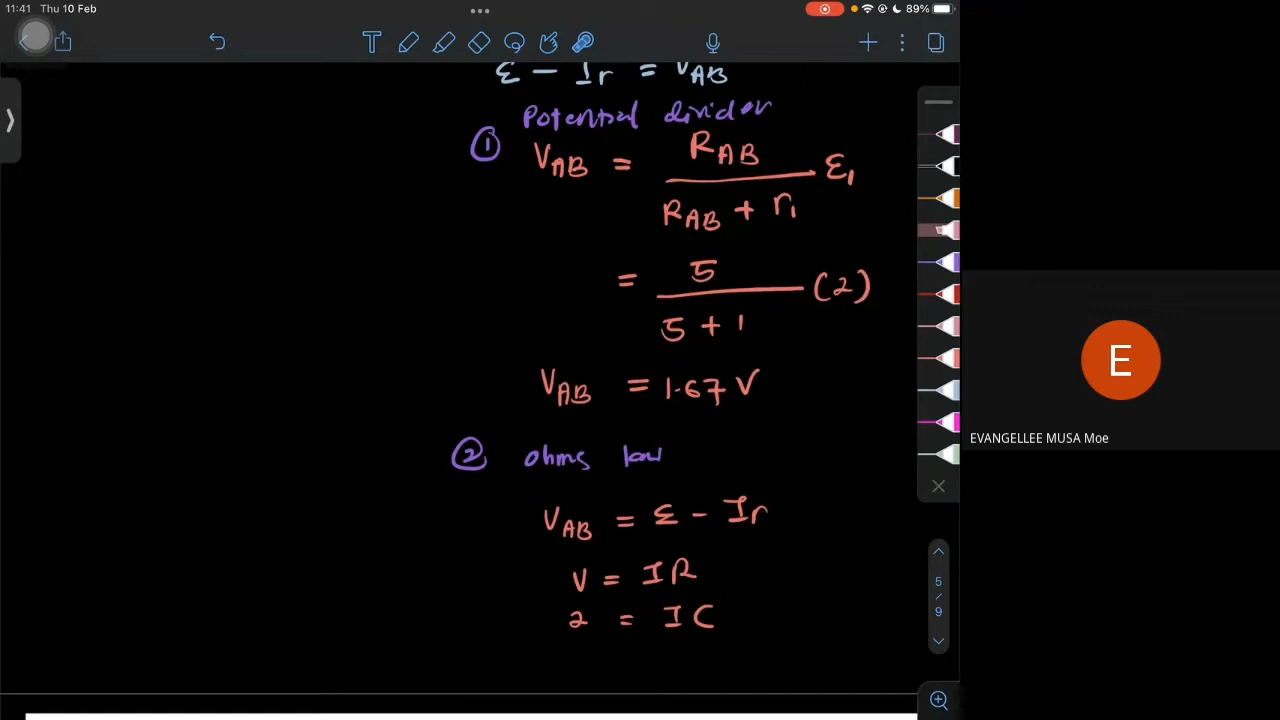 11:41 Thu 10 Feb
89%
ε - Ir = VAB
Potential divider
① VAB = RAB / (RAB + r1) ε1
= 5 / (5 + 1) (2)
VAB = 1.67 V
② ohms law
VAB = ε - Ir
V = IR
2 = I (
5 / 9
E
EVANGELLEE MUSA Moe